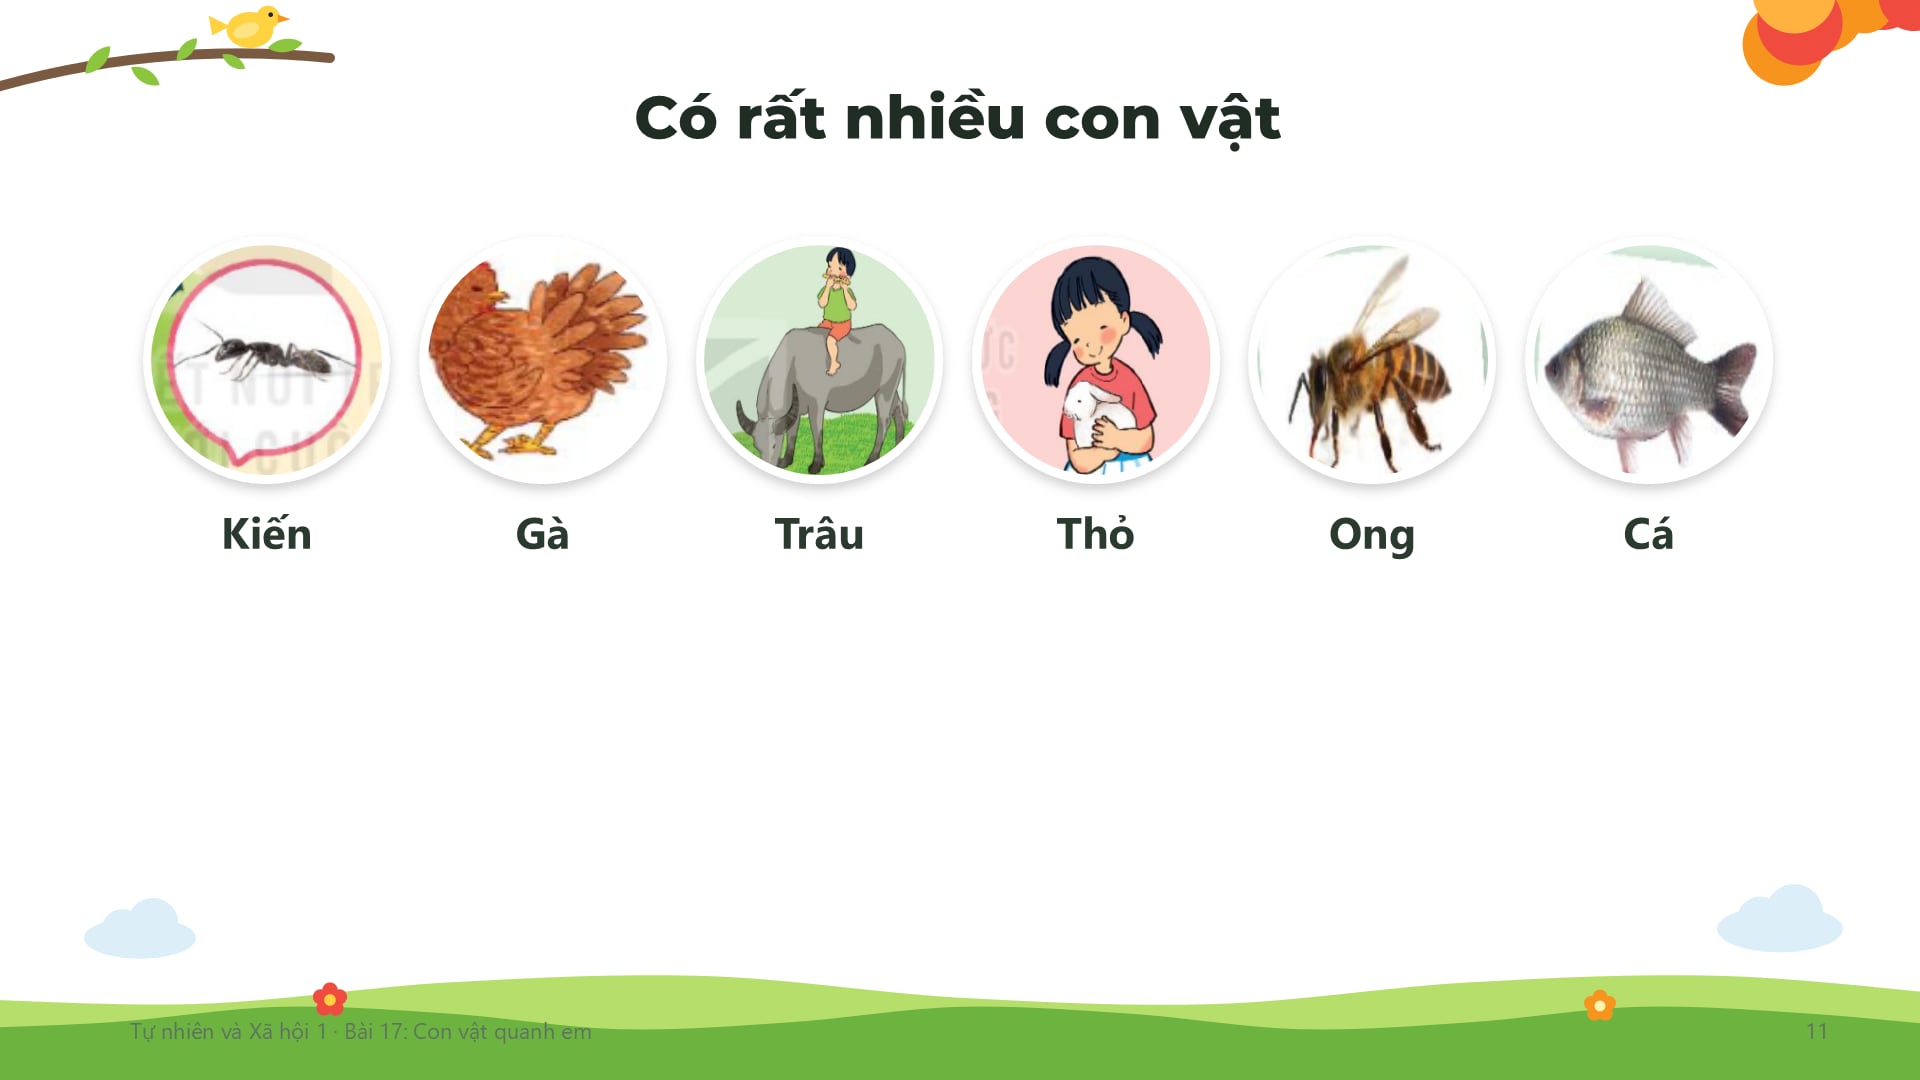 Có rất nhiều con vật
Kiến
Gà
Trâu
Thỏ
Ong
Cá
Tự nhiên và Xã hội 1 · Bài 17: Con vật quanh em
11